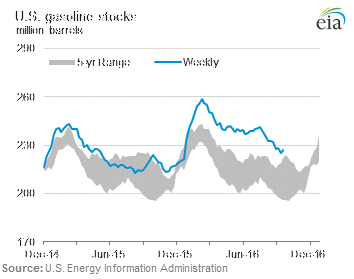 U.S. gasoline stocks
million barrels
eia
290
5-yr Range Weekly
260
230
200
170
Dec-14 Jun-15 Dec-15 Jun-16 Dec-16
Source: U.S. Energy Information Administration